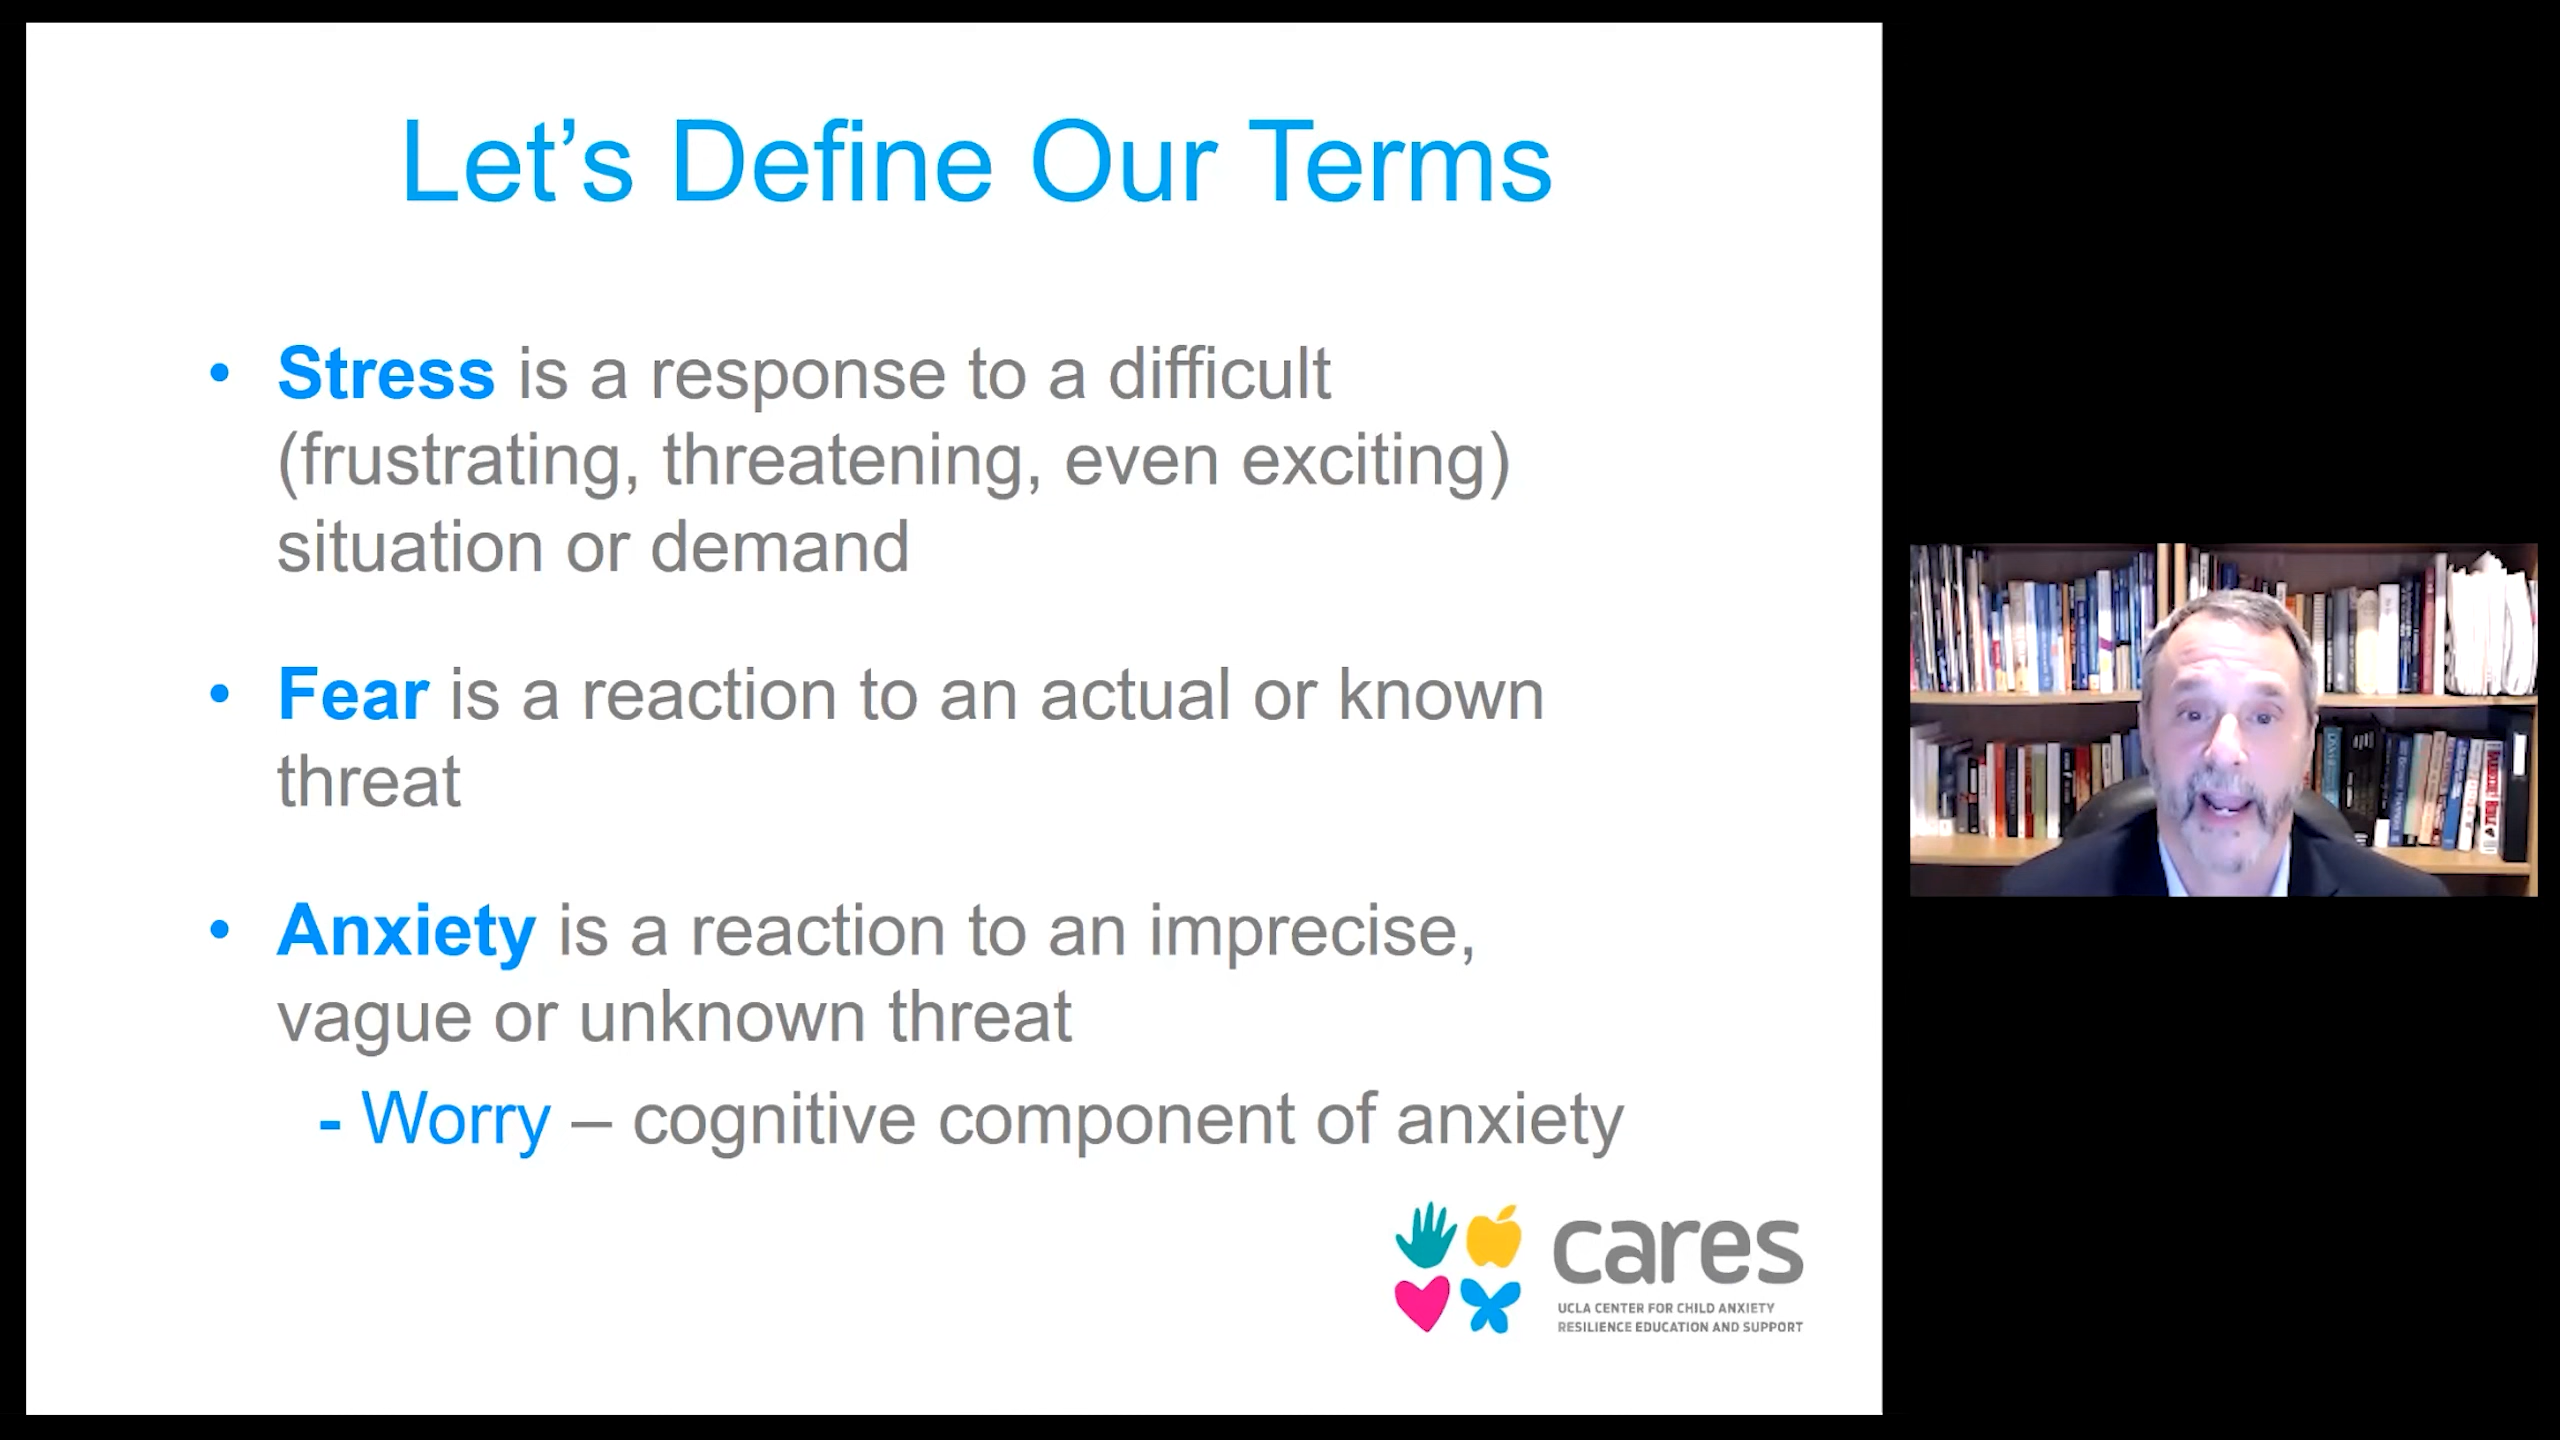 Let’s Define Our Terms
• Stress is a response to a difficult
(frustrating, threatening, even exciting)
situation or demand
• Fear is a reaction to an actual or known
threat
• Anxiety is a reaction to an imprecise,
vague or unknown threat
- Worry – cognitive component of anxiety
cares
UCLA CENTER FOR CHILD ANXIETY
RESILIENCE EDUCATION AND SUPPORT